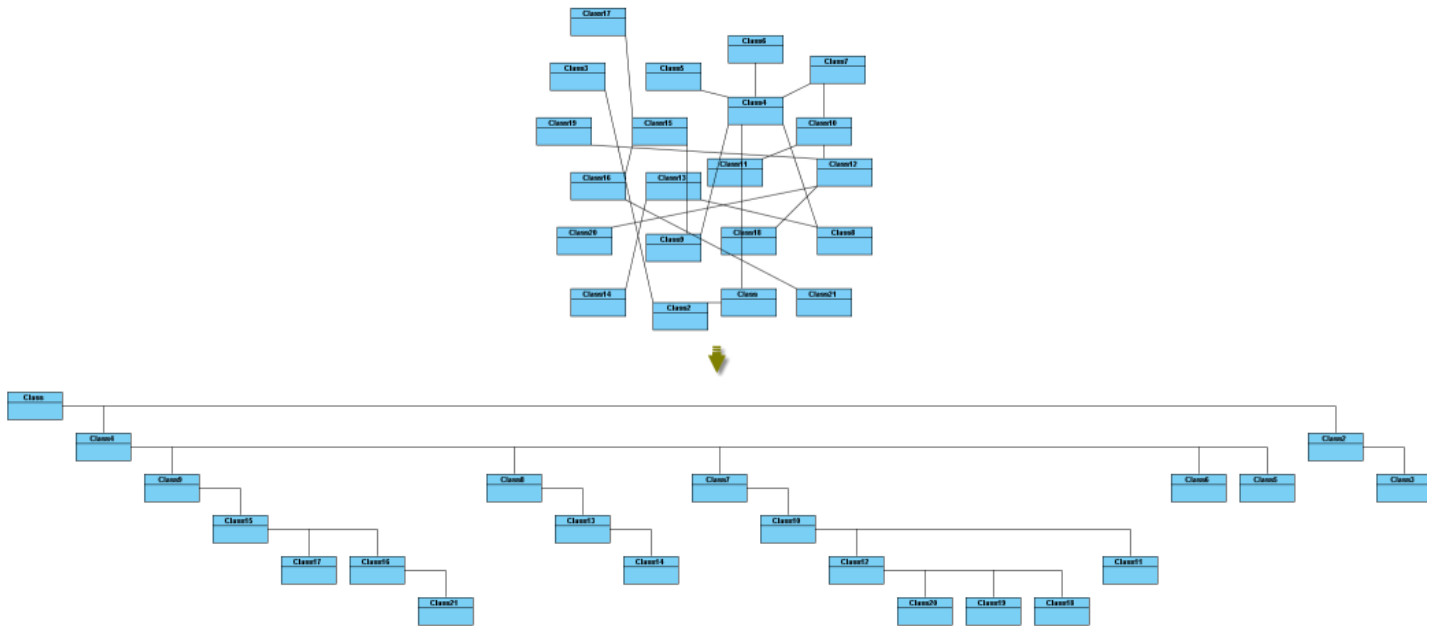 Class17
Class6
Class7
Class3
Class5
Class4
Class19
Class15
Class10
Class11
Class12
Class16
Class13
Class20
Class9
Class18
Class8
Class14
Class2
Class
Class21
Class
Class4
Class2
Class9
Class8
Class7
Class6
Class5
Class3
Class15
Class13
Class10
Class17
Class16
Class14
Class12
Class11
Class21
Class20
Class19
Class18